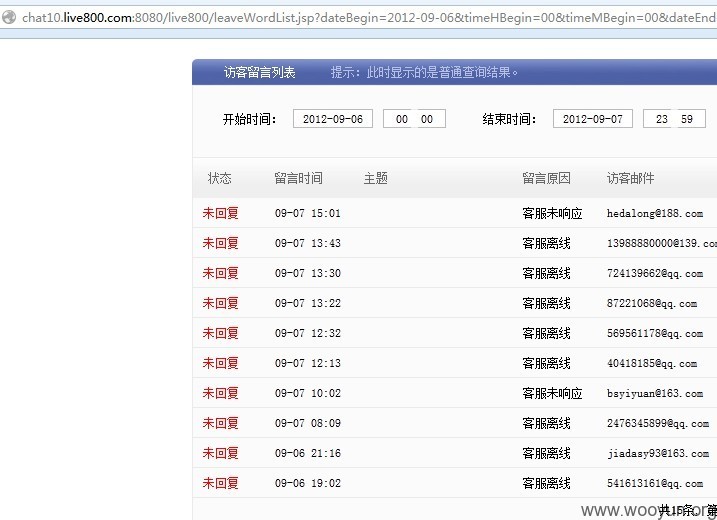 chat10.live800.com:8080/live800/leaveWordList.jsp?dateBegin=2012-09-06&timeHBegin=00&timeMBegin=00&dateEnd
访客留言列表 提示：此时显示的是普通查询结果。
开始时间： 2012-09-06 00 00 结束时间： 2012-09-07 23 59
状态 留言时间 主题 留言原因 访客邮件
未回复 09-07 15:01 客服未响应 hedalong@188.com
未回复 09-07 13:43 客服离线 13988880000@139.com
未回复 09-07 13:30 客服离线 724139662@qq.com
未回复 09-07 13:22 客服离线 87221068@qq.com
未回复 09-07 12:32 客服离线 569561178@qq.com
未回复 09-07 12:13 客服离线 40418185@qq.com
未回复 09-07 10:02 客服未响应 bsyiyuan@163.com
未回复 09-07 08:09 客服离线 2476345899@qq.com
未回复 09-06 21:16 客服离线 jiadasy93@163.com
未回复 09-06 19:02 客服离线 541613161@qq.com
www.wooyun.org